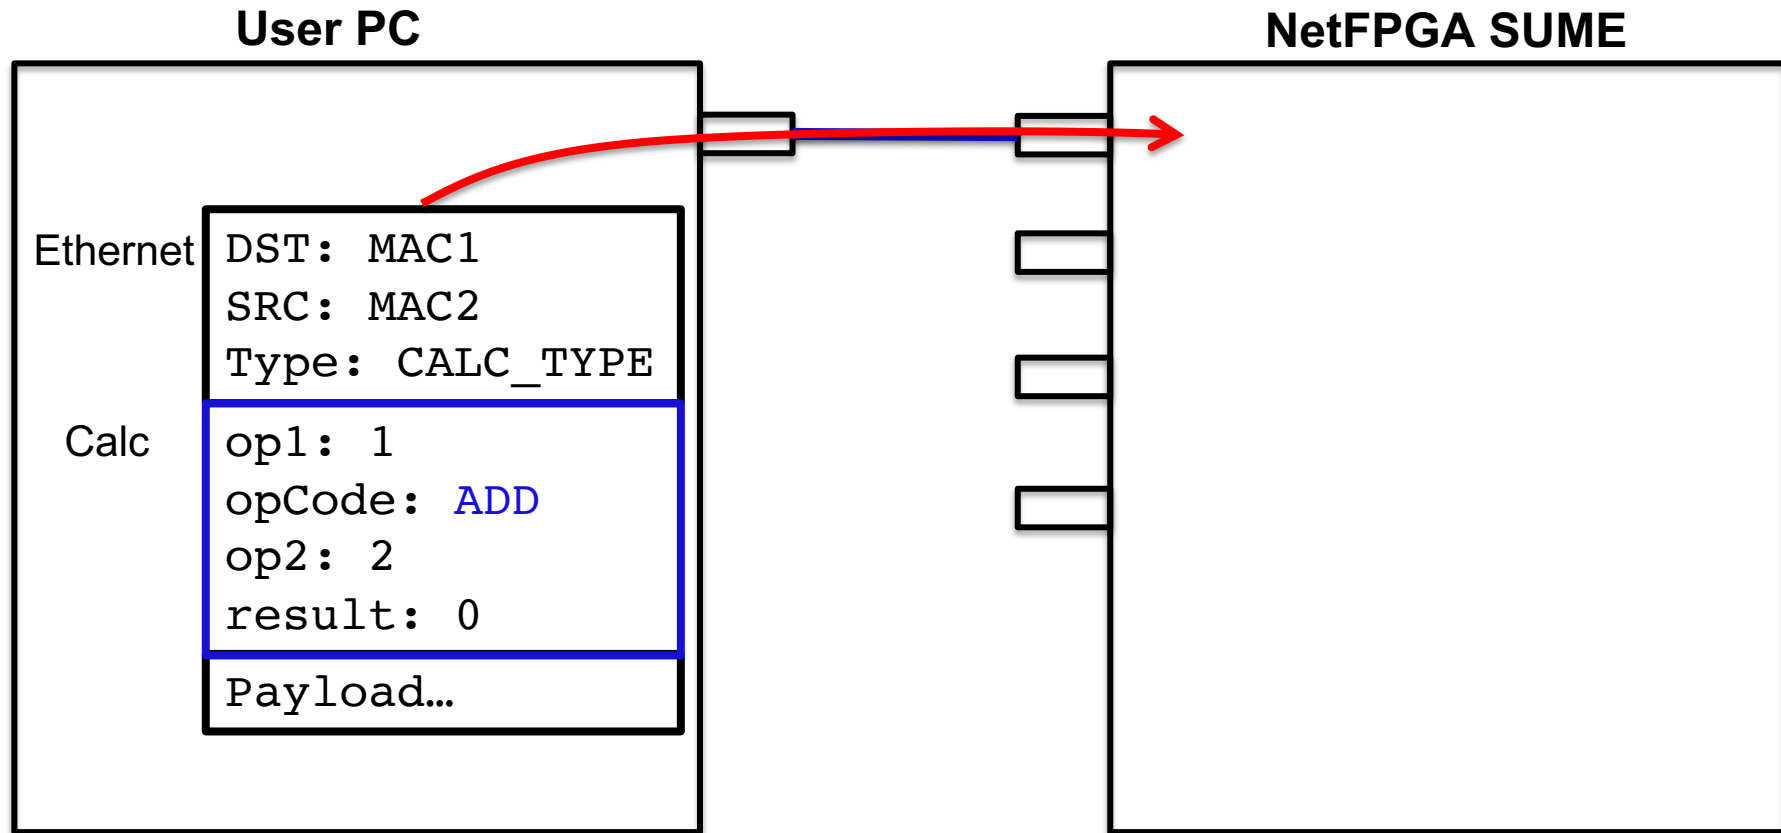 User PC
NetFPGA SUME
Ethernet
DST: MAC1
SRC: MAC2
Type: CALC_TYPE
Calc
op1: 1
opCode: ADD
op2: 2
result: 0
Payload…